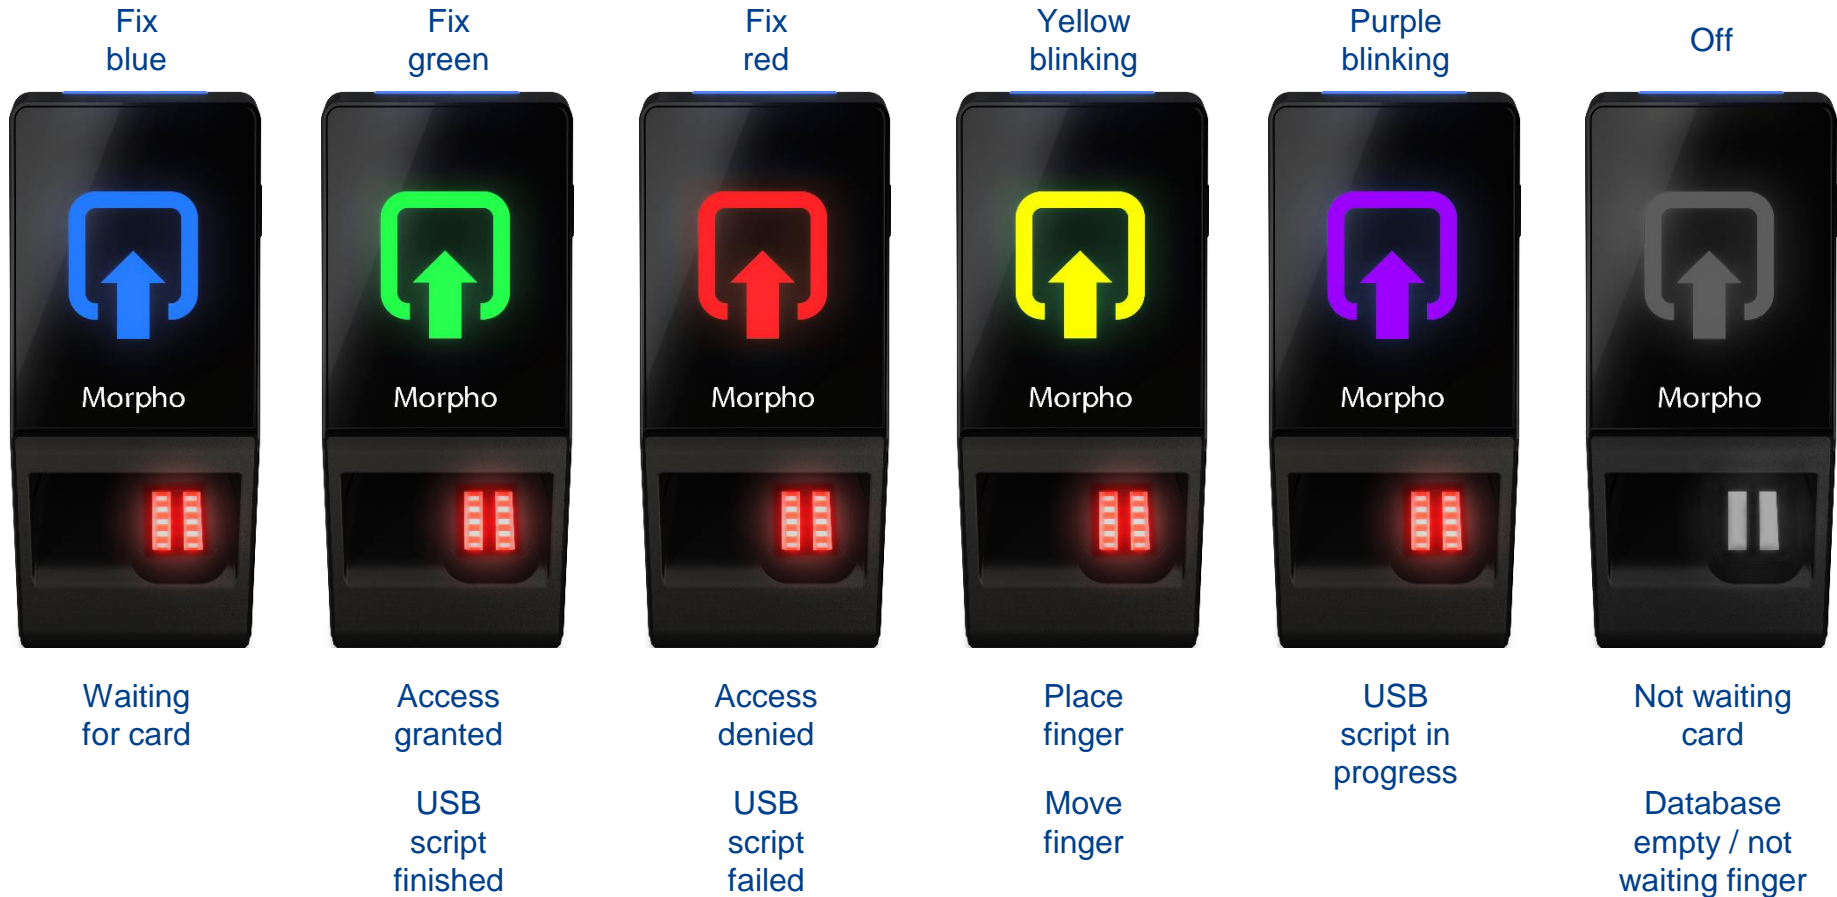 Fix
blue
Fix
green
Fix
red
Yellow
blinking
Purple
blinking
Off
Morpho
Morpho
Morpho
Morpho
Morpho
Morpho
Waiting
for card
Access
granted
USB
script
finished
Access
denied
USB
script
failed
Place
finger
Move
finger
USB
script in
progress
Not waiting
card
Database
empty / not
waiting finger